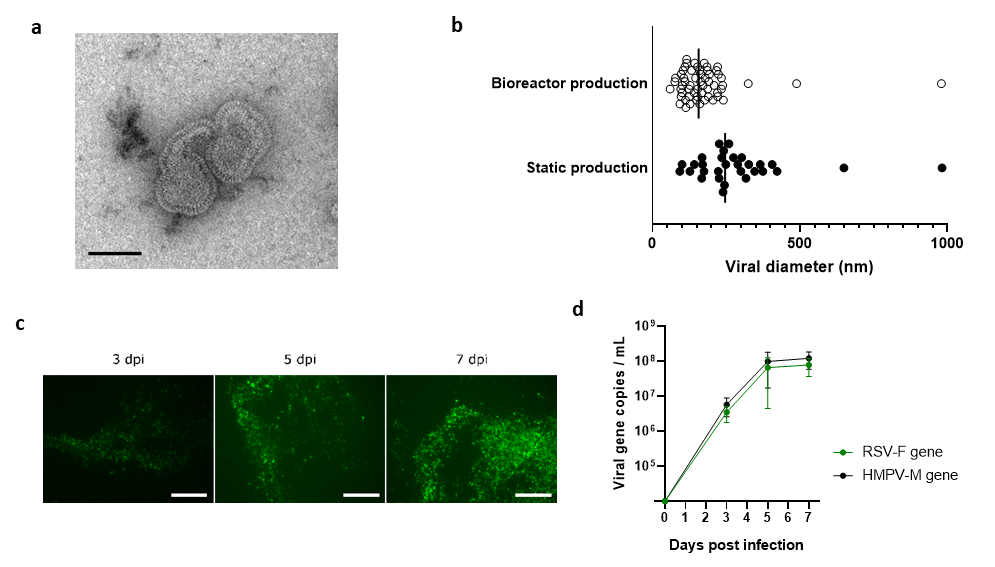 a
b
Bioreactor production
Static production
0 500 1000
Viral diameter (nm)
c
3 dpi 5 dpi 7 dpi
d
Viral gene copies / mL
10⁹
10⁸
10⁷
10⁶
10⁵
0 1 2 3 4 5 6 7
Days post infection
RSV-F gene
HMPV-M gene